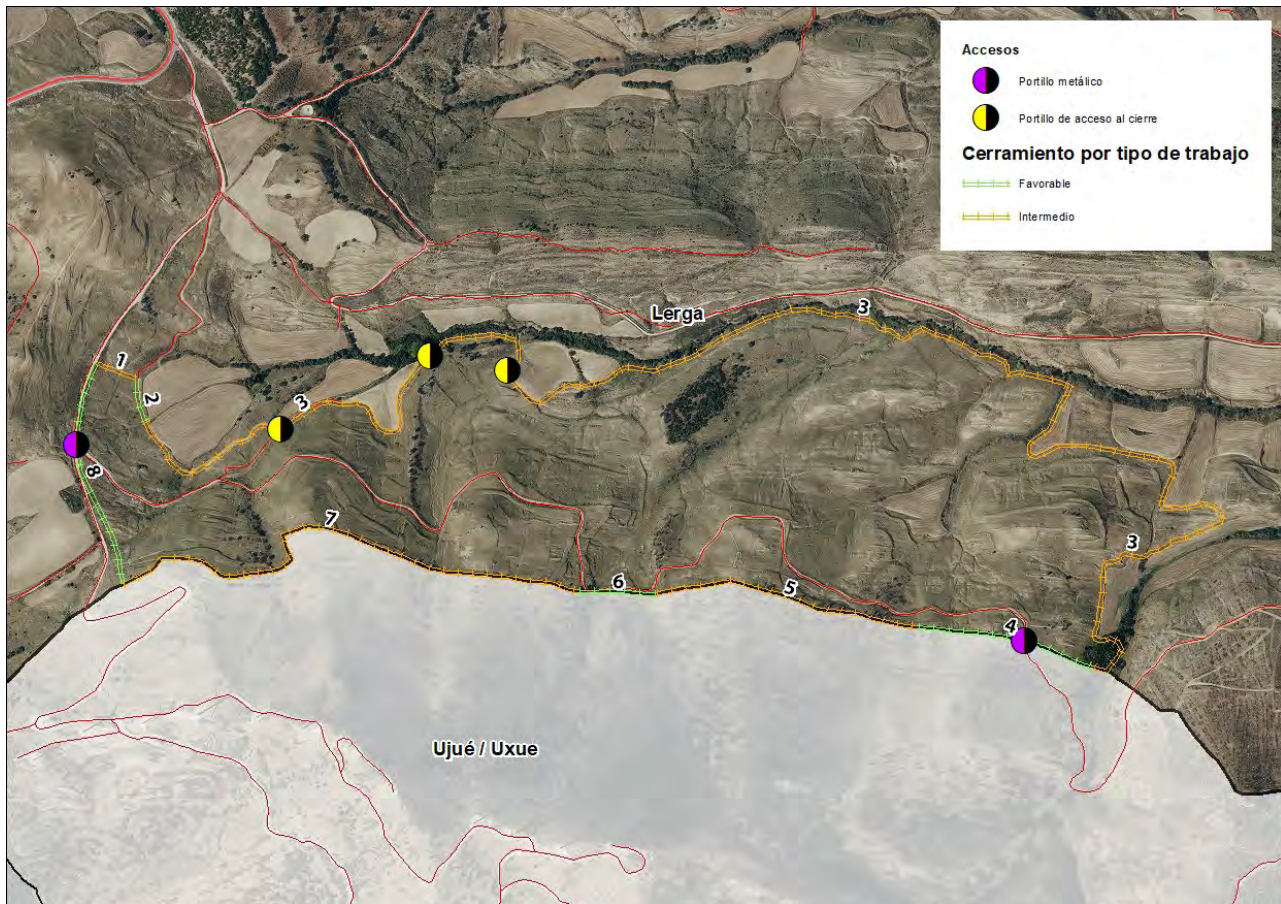 Accesos
Portillo metálico
Portillo de acceso al cierre
Cerramiento por tipo de trabajo
Favorable
Intermedio
Lerga
3
1
2
3
8
7
6
5
4
3
Ujué / Uxue